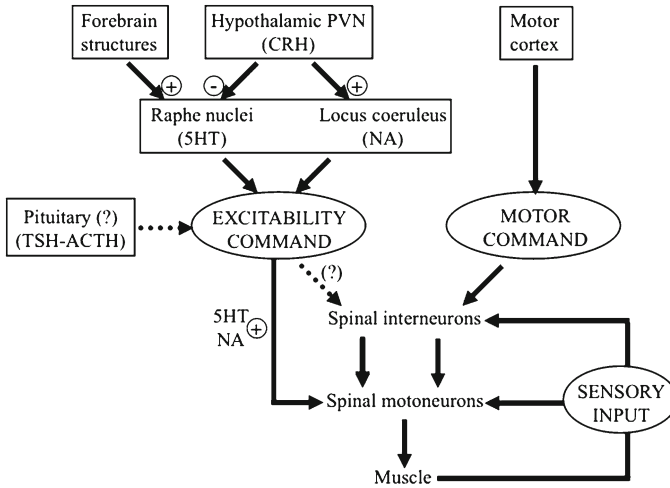 Forebrain
structures
Hypothalamic PVN
(CRH)
Motor
cortex
+
-
+
Raphe nuclei
(5HT)
Locus coeruleus
(NA)
Pituitary (?)
(TSH-ACTH)
EXCITABILITY
COMMAND
MOTOR
COMMAND
(?)
5HT
NA
+
Spinal interneurons
Spinal motoneurons
SENSORY
INPUT
Muscle